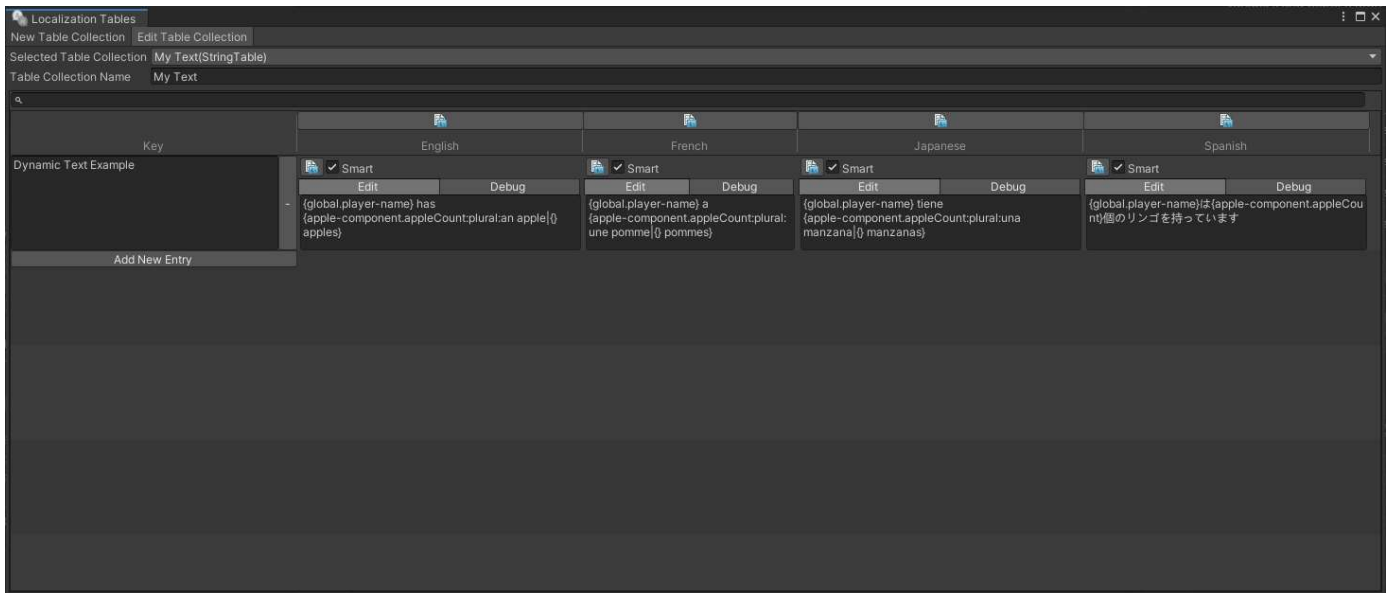 Localization Tables
New Table Collection Edit Table Collection
Selected Table Collection My Text(StringTable)
Table Collection Name My Text
Key English French Japanese Spanish
Dynamic Text Example
Smart
Edit Debug
{global.player-name} has
{apple-component.appleCount:plural:an apple|{}
apples}
Smart
Edit Debug
{global.player-name} a
{apple-component.appleCount:plural:
une pomme|{} pommes}
Smart
Edit Debug
{global.player-name} tiene
{apple-component.appleCount:plural:una
manzana|{} manzanas}
Smart
Edit Debug
{global.player-name}は{apple-component.appleCou
nt}個のリンゴを持っています
-
Add New Entry